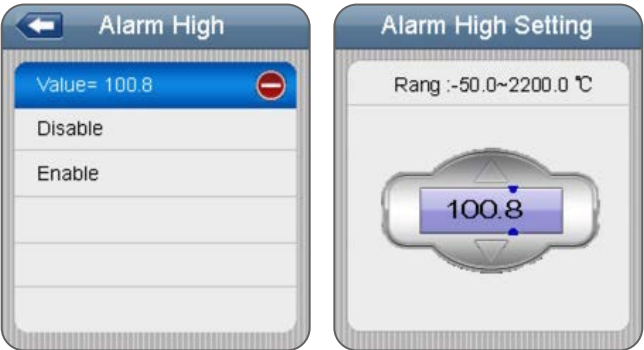 Alarm High
Value= 100.8
Disable
Enable
Alarm High Setting
Rang :-50.0~2200.0 ℃
100.8